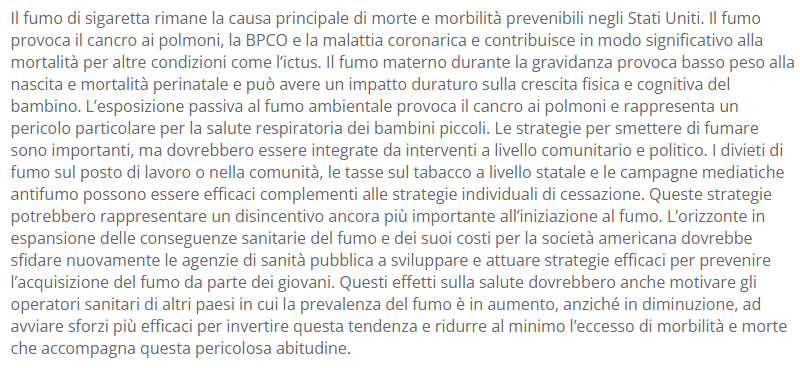 Il fumo di sigaretta rimane la causa principale di morte e morbilità prevenibili negli Stati Uniti. Il fumo
provoca il cancro ai polmoni, la BPCO e la malattia coronarica e contribuisce in modo significativo alla
mortalità per altre condizioni come l’ictus. Il fumo materno durante la gravidanza provoca basso peso alla
nascita e mortalità perinatale e può avere un impatto duraturo sulla crescita fisica e cognitiva del
bambino. L’esposizione passiva al fumo ambientale provoca il cancro ai polmoni e rappresenta un
pericolo particolare per la salute respiratoria dei bambini piccoli. Le strategie per smettere di fumare
sono importanti, ma dovrebbero essere integrate da interventi a livello comunitario e politico. I divieti di
fumo sul posto di lavoro o nella comunità, le tasse sul tabacco a livello statale e le campagne mediatiche
antifumo possono essere efficaci complementi alle strategie individuali di cessazione. Queste strategie
potrebbero rappresentare un disincentivo ancora più importante all’iniziazione al fumo. L’orizzonte in
espansione delle conseguenze sanitarie del fumo e dei suoi costi per la società americana dovrebbe
sfidare nuovamente le agenzie di sanità pubblica a sviluppare e attuare strategie efficaci per prevenire
l’acquisizione del fumo da parte dei giovani. Questi effetti sulla salute dovrebbero anche motivare gli
operatori sanitari di altri paesi in cui la prevalenza del fumo è in aumento, anziché in diminuzione, ad
avviare sforzi più efficaci per invertire questa tendenza e ridurre al minimo l’eccesso di morbilità e morte
che accompagna questa pericolosa abitudine.